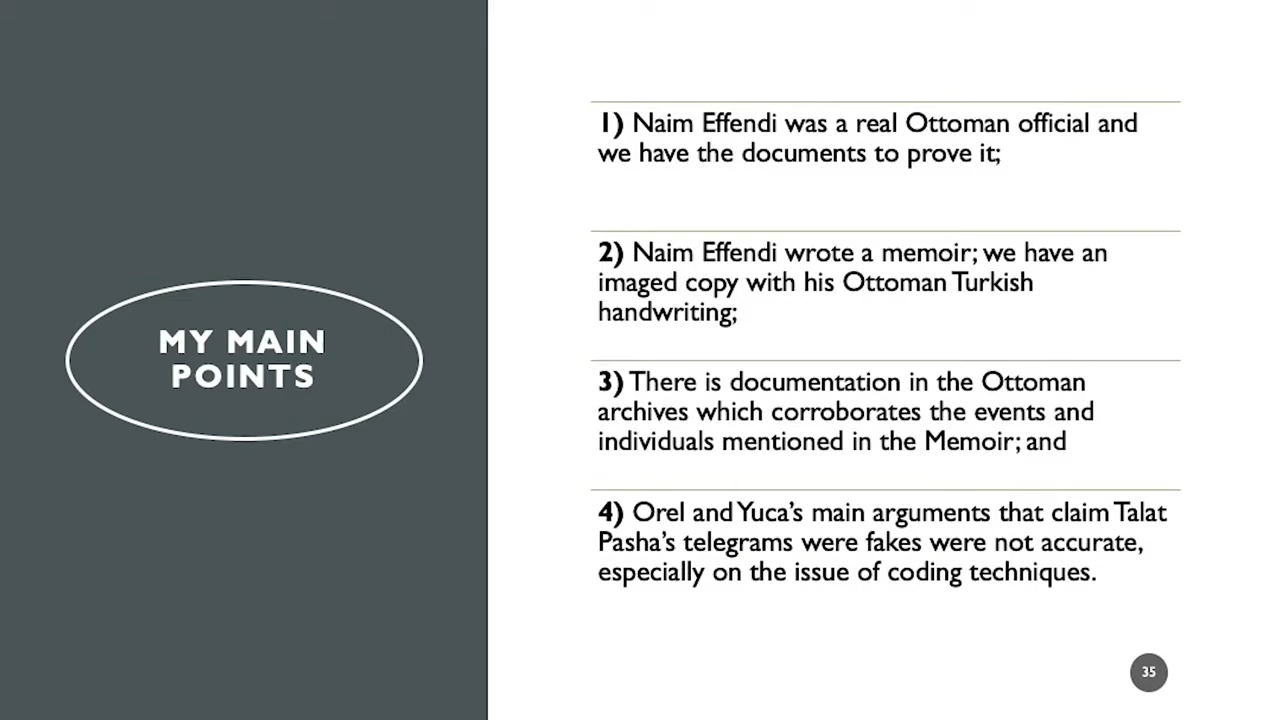 MY MAIN
POINTS
1) Naim Effendi was a real Ottoman official and
we have the documents to prove it;
2) Naim Effendi wrote a memoir; we have an
imaged copy with his Ottoman Turkish
handwriting;
3) There is documentation in the Ottoman
archives which corroborates the events and
individuals mentioned in the Memoir; and
4) Orel and Yuca's main arguments that claim Talat
Pasha's telegrams were fakes were not accurate,
especially on the issue of coding techniques.
35